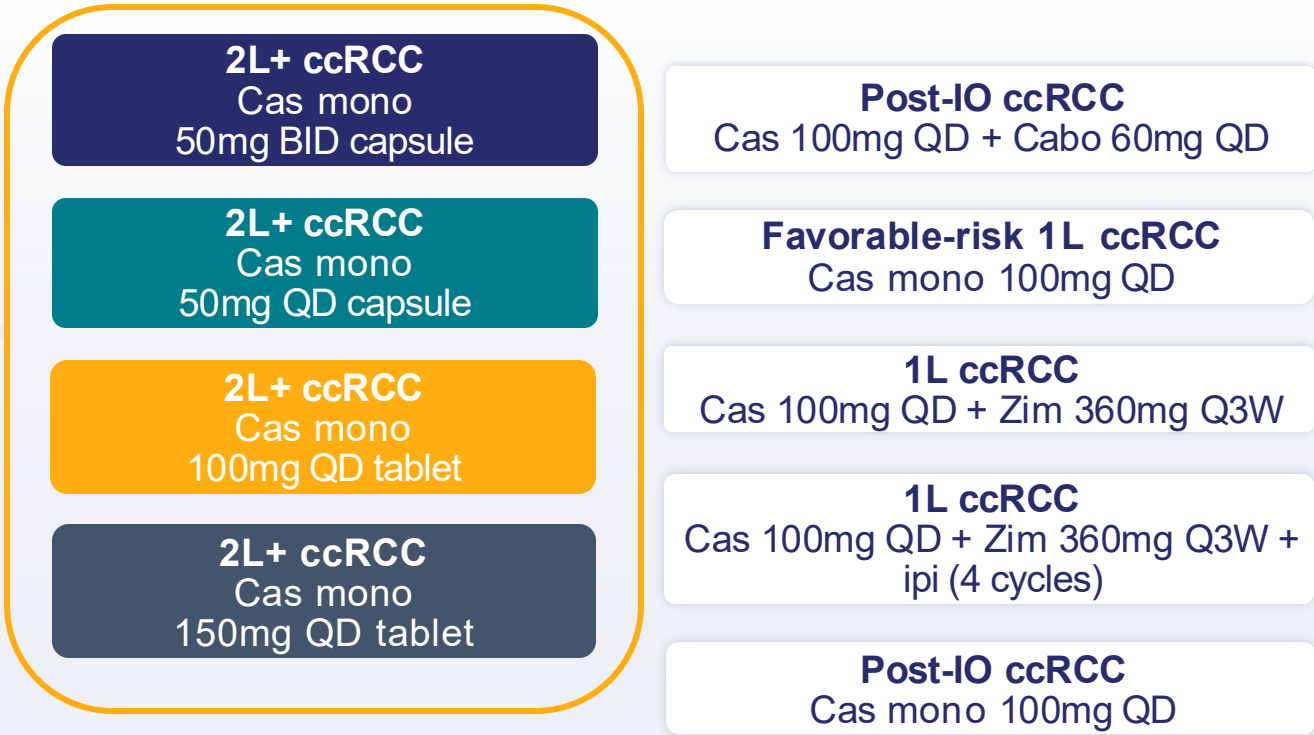 2L+ ccRCC
Cas mono
50mg BID capsule
2L+ ccRCC
Cas mono
50mg QD capsule
2L+ ccRCC
Cas mono
100mg QD tablet
2L+ ccRCC
Cas mono
150mg QD tablet
Post-IO ccRCC
Cas 100mg QD + Cabo 60mg QD
Favorable-risk 1L ccRCC
Cas mono 100mg QD
1L ccRCC
Cas 100mg QD + Zim 360mg Q3W
1L ccRCC
Cas 100mg QD + Zim 360mg Q3W +
ipi (4 cycles)
Post-IO ccRCC
Cas mono 100mg QD